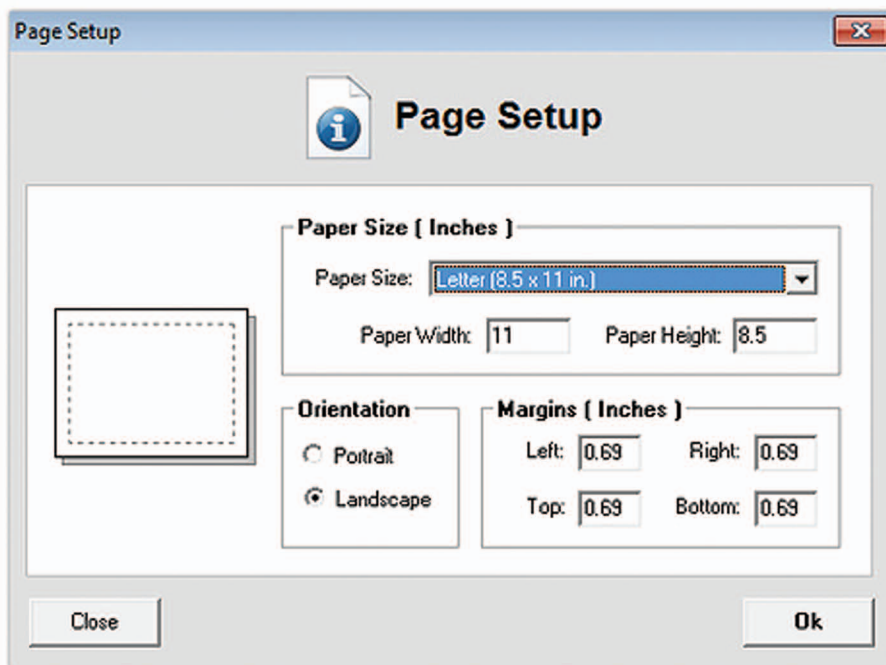 Page Setup
Page Setup
Paper Size ( Inches )
Paper Size: Letter (8.5 x 11 in.)
Paper Width: 11 Paper Height: 8.5
Orientation
Portrait
Landscape
Margins ( Inches )
Left: 0.69 Right: 0.69
Top: 0.69 Bottom: 0.69
Close Ok